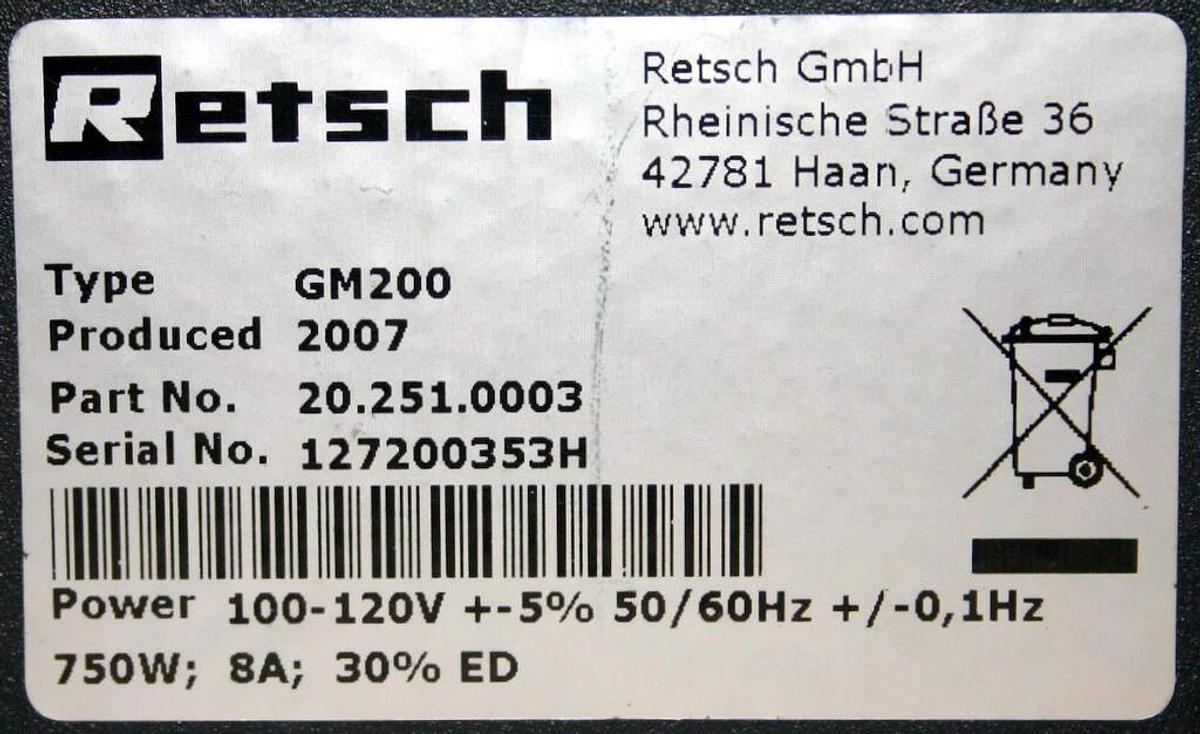 Retsch
Retsch GmbH
Rheinische Straße 36
42781 Haan, Germany
www.retsch.com
Type GM200
Produced 2007
Part No. 20.251.0003
Serial No. 127200353H
Power 100-120V +-5% 50/60Hz +/-0,1Hz
750W; 8A; 30% ED